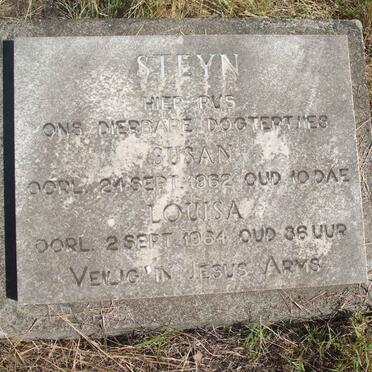 STEYN
HIER RUS
ONS DIERBARE DOGTERTJIES
SUSAN
OORL. 24 SEPT. 1962 OUD 10 DAE
LOUISA
OORL. 2 SEPT. 1964 OUD 36 UUR
VEILIG IN JESUS ARMS